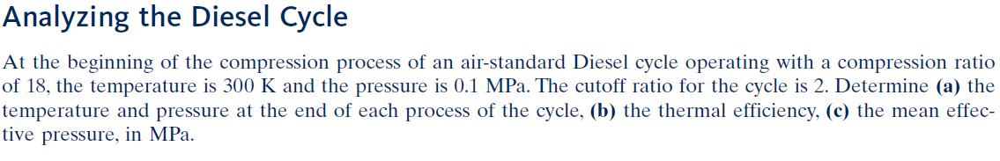 Analyzing the Diesel Cycle
At the beginning of the compression process of an air-standard Diesel cycle operating with a compression ratio
of 18, the temperature is 300 K and the pressure is 0.1 MPa. The cutoff ratio for the cycle is 2. Determine (a) the
temperature and pressure at the end of each process of the cycle, (b) the thermal efficiency, (c) the mean effec-
tive pressure, in MPa.